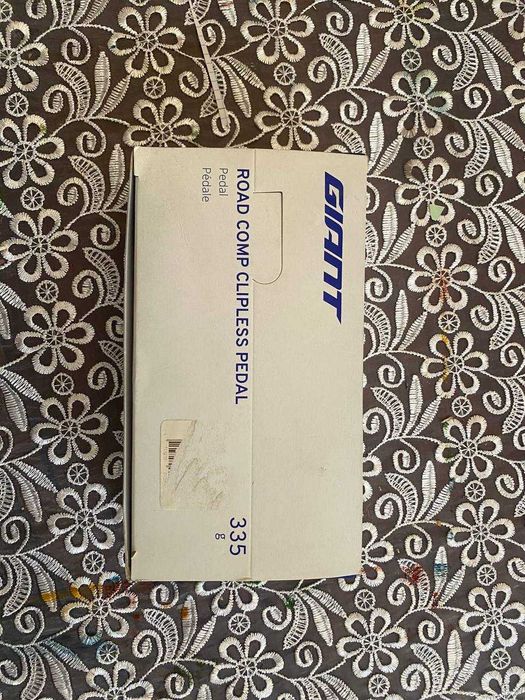 GIANT
ROAD COMP CLIPLESS PEDAL
Pedal
Pédale
335
g